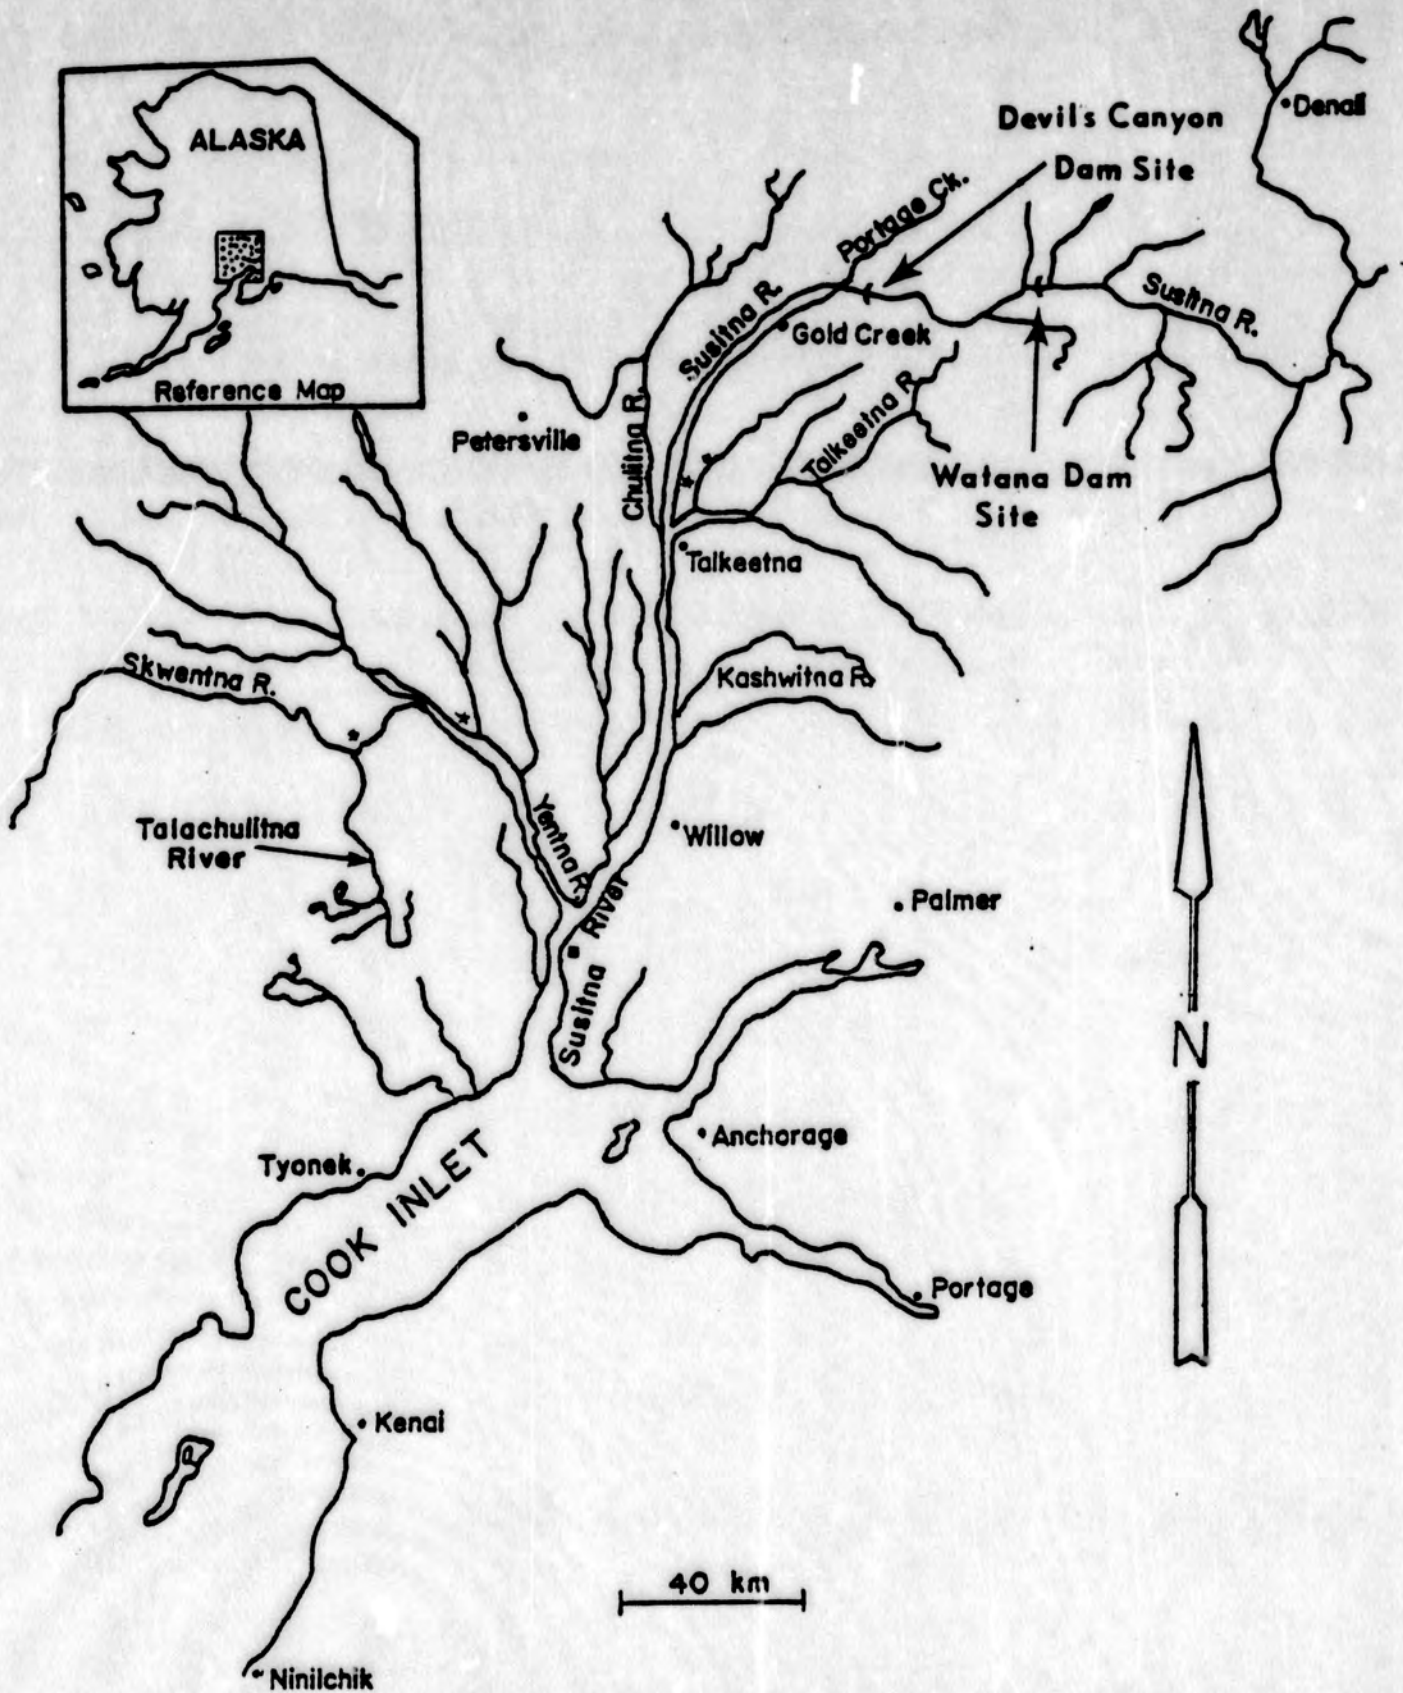 ALASKA
Reference Map
Devil's Canyon
Dam Site
Denali
Portage Ck.
Susitna R.
Susitna R.
Gold Creek
Petersville
Chulitna R.
Talkeetna R.
Watana Dam
Site
Talkeetna
Skwentna R.
Kashwitna R.
Talachulitna
River
Yentna R.
Willow
Palmer
Susitna River
N
Anchorage
Tyonek
COOK INLET
Portage
Kenai
40 km
Ninilchik